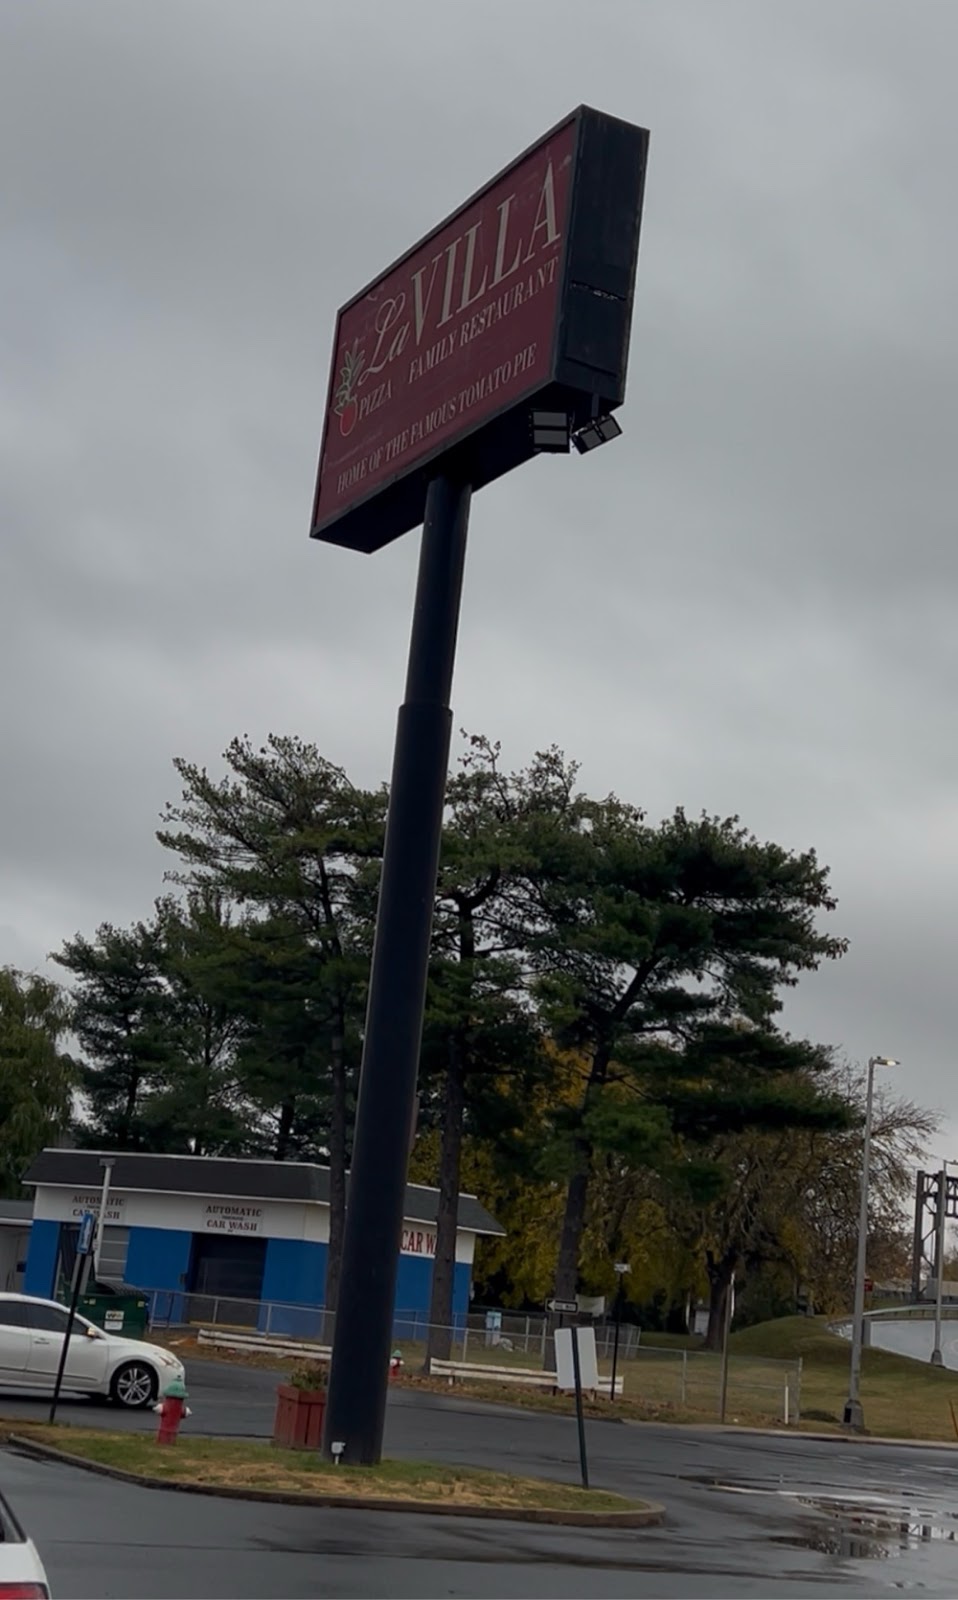 La VILLA
PIZZA FAMILY RESTAURANT
HOME OF THE FAMOUS TOMATO PIE
AUTOMATIC
CAR WASH
AUTOMATIC
CAR WASH
CAR W